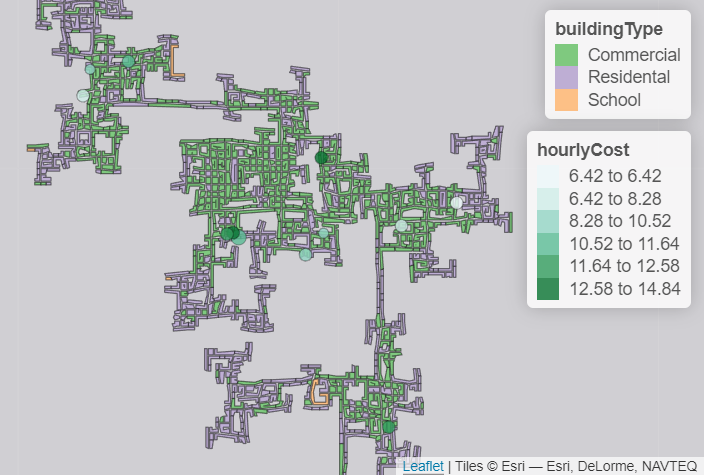 buildingType
Commercial
Residental
School
hourlyCost
6.42 to 6.42
6.42 to 8.28
8.28 to 10.52
10.52 to 11.64
11.64 to 12.58
12.58 to 14.84
Leaflet | Tiles © Esri — Esri, DeLorme, NAVTEQ